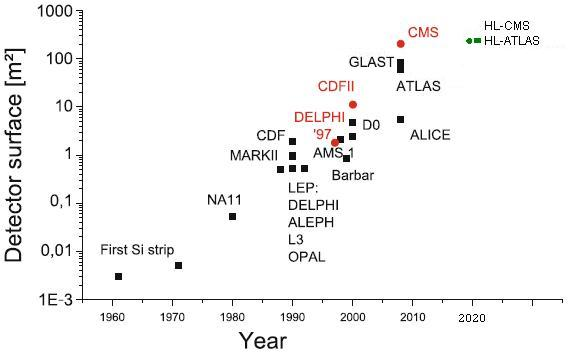 1000
100
10
1
0,1
0,01
1E-3
Detector surface [m²]
HL-CMS
HL-ATLAS
CMS
GLAST
ATLAS
CDFII
DELPHI
'97
D0
ALICE
CDF
MARKII
AMS 1
Barbar
LEP:
DELPHI
ALEPH
L3
OPAL
NA11
First Si strip
1960 1970 1980 1990 2000 2010 2020
Year